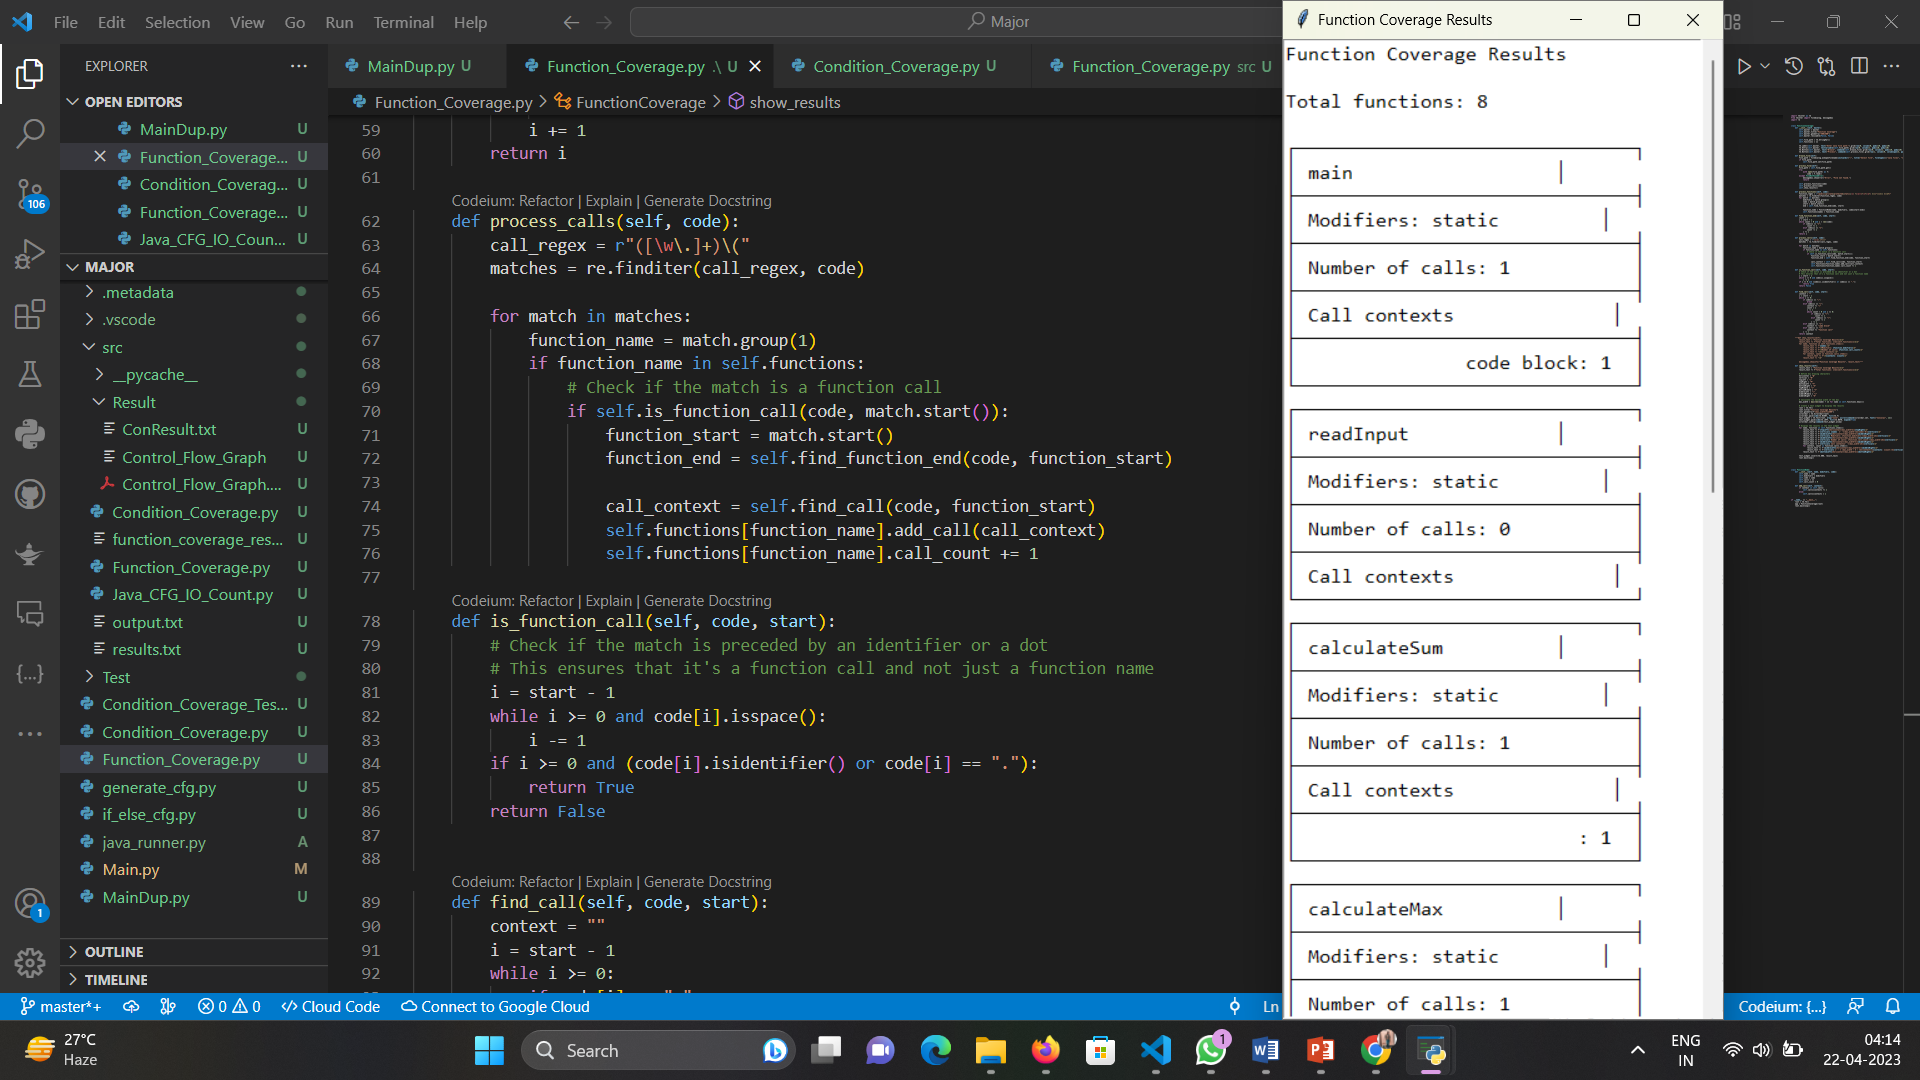 File Edit Selection View Go Run Terminal Help
Major
EXPLORER
OPEN EDITORS
MainDup.py U
Function_Coverage... U
Condition_Coverag... U
Function_Coverage... U
Java_CFG_IO_Coun... U
MAJOR
.metadata
.vscode
src
__pycache__
Result
ConResult.txt U
Control_Flow_Graph U
Control_Flow_Graph.... U
Condition_Coverage.py U
function_coverage_res... U
Function_Coverage.py U
Java_CFG_IO_Count.py U
output.txt U
results.txt U
Test
Condition_Coverage_Tes... U
Condition_Coverage.py U
Function_Coverage.py U
generate_cfg.py U
if_else_cfg.py U
java_runner.py A
Main.py M
MainDup.py U
OUTLINE
TIMELINE
106
1
MainDup.py U
Function_Coverage.py .\ U
Condition_Coverage.py U
Function_Coverage.py src U
Function_Coverage.py > FunctionCoverage > show_results
59 i += 1
60 return i
61
Codeium: Refactor | Explain | Generate Docstring
62 def process_calls(self, code):
63 call_regex = r"([\w\.]+)\("
64 matches = re.finditer(call_regex, code)
65
66 for match in matches:
67 function_name = match.group(1)
68 if function_name in self.functions:
69 # Check if the match is a function call
70 if self.is_function_call(code, match.start()):
71 function_start = match.start()
72 function_end = self.find_function_end(code, function_start)
73
74 call_context = self.find_call(code, function_start)
75 self.functions[function_name].add_call(call_context)
76 self.functions[function_name].call_count += 1
77
Codeium: Refactor | Explain | Generate Docstring
78 def is_function_call(self, code, start):
79 # Check if the match is preceded by an identifier or a dot
80 # This ensures that it's a function call and not just a function name
81 i = start - 1
82 while i >= 0 and code[i].isspace():
83 i -= 1
84 if i >= 0 and (code[i].isidentifier() or code[i] == "."):
85 return True
86 return False
87
88
Codeium: Refactor | Explain | Generate Docstring
89 def find_call(self, code, start):
90 context = ""
91 i = start - 1
92 while i >= 0:
Function Coverage Results
Function Coverage Results
Total functions: 8
main
Modifiers: static
Number of calls: 1
Call contexts
code block: 1
readInput
Modifiers: static
Number of calls: 0
Call contexts
calculateSum
Modifiers: static
Number of calls: 1
Call contexts
: 1
calculateMax
Modifiers: static
Number of calls: 1
master*+ 0 0 Cloud Code Connect to Google Cloud
Ln
Codeium: {...}
27°C
Haze
Search
1
ENG
IN
04:14
22-04-2023